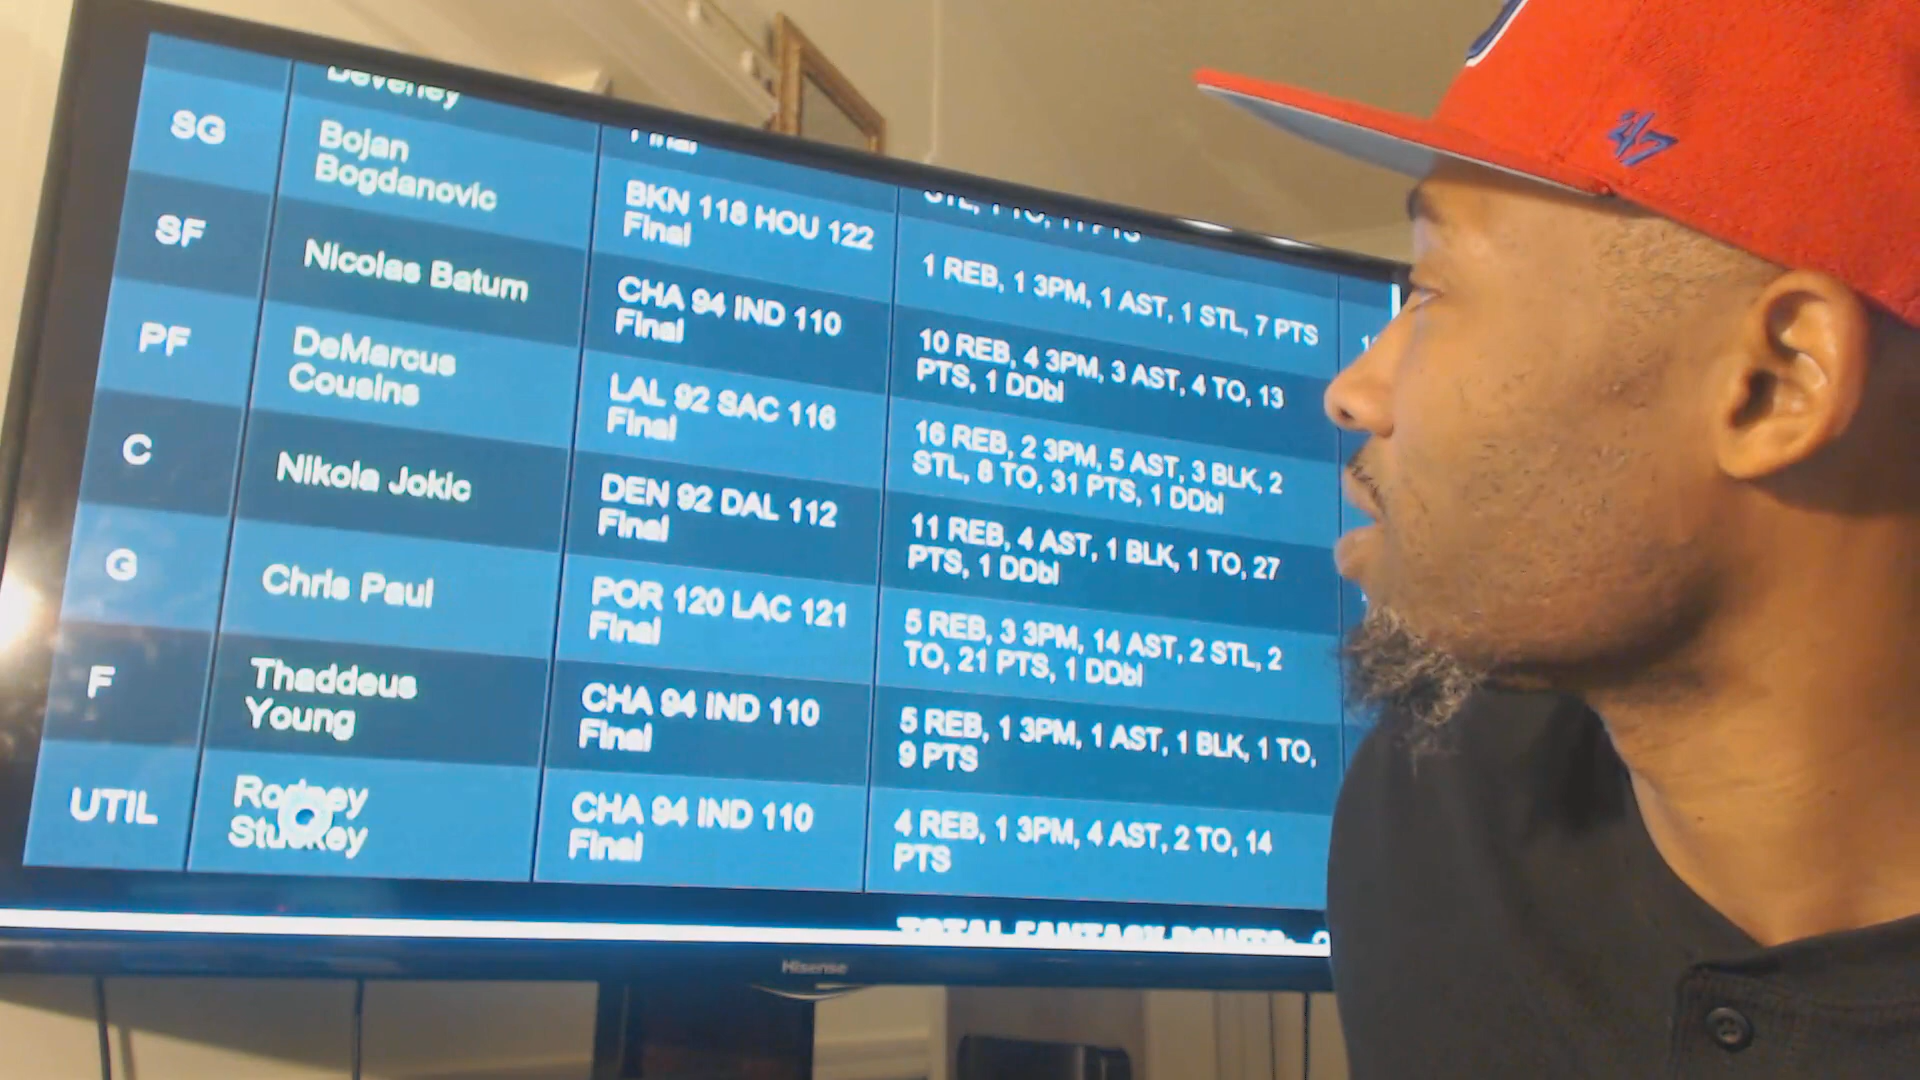 SG
Bojan
Bogdanovic
BKN 118 HOU 122
Final
1 REB, 1 3PM, 1 AST, 1 STL, 7 PTS
SF
Nicolas Batum
CHA 94 IND 110
Final
10 REB, 4 3PM, 3 AST, 4 TO, 13
PTS, 1 DDbl
PF
DeMarcus
Cousins
LAL 92 SAC 116
Final
16 REB, 2 3PM, 5 AST, 3 BLK, 2
STL, 8 TO, 31 PTS, 1 DDbl
C
Nikola Jokic
DEN 92 DAL 112
Final
11 REB, 4 AST, 1 BLK, 1 TO, 27
PTS, 1 DDbl
G
Chris Paul
POR 120 LAC 121
Final
5 REB, 3 3PM, 14 AST, 2 STL, 2
TO, 21 PTS, 1 DDbl
F
Thaddeus
Young
CHA 94 IND 110
Final
5 REB, 1 3PM, 1 AST, 1 BLK, 1 TO,
9 PTS
UTIL
Rodney
Stuckey
CHA 94 IND 110
Final
4 REB, 1 3PM, 4 AST, 2 TO, 14
PTS
TOTAL FANTASY POINTS:
Hisense
47